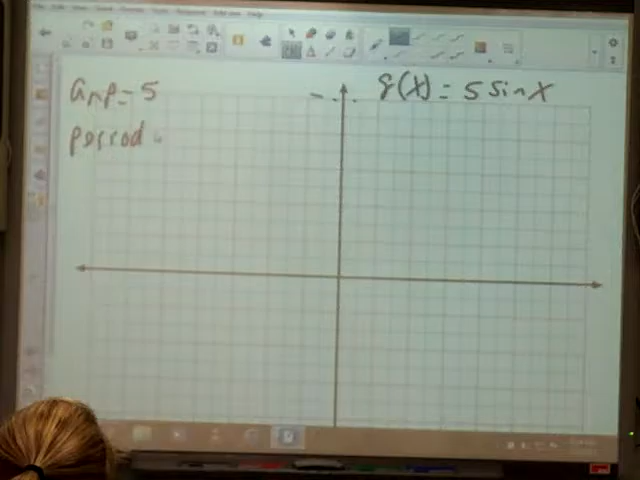 amp = 5
g(x) = 5 sin x
period